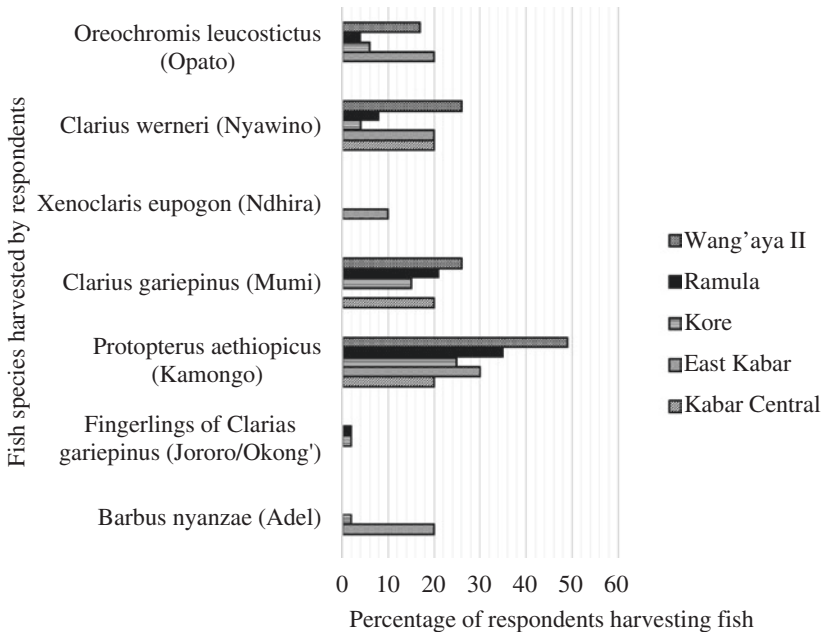 Fish species harvested by respondents
Oreochromis leucostictus
(Opato)
Clarius werneri (Nyawino)
Xenoclaris eupogon (Ndhira)
Clarius gariepinus (Mumi)
Protopterus aethiopicus
(Kamongo)
Fingerlings of Clarias
gariepinus (Jororo/Okong')
Barbus nyanzae (Adel)
0 10 20 30 40 50 60
Percentage of respondents harvesting fish
Wang’aya II
Ramula
Kore
East Kabar
Kabar Central